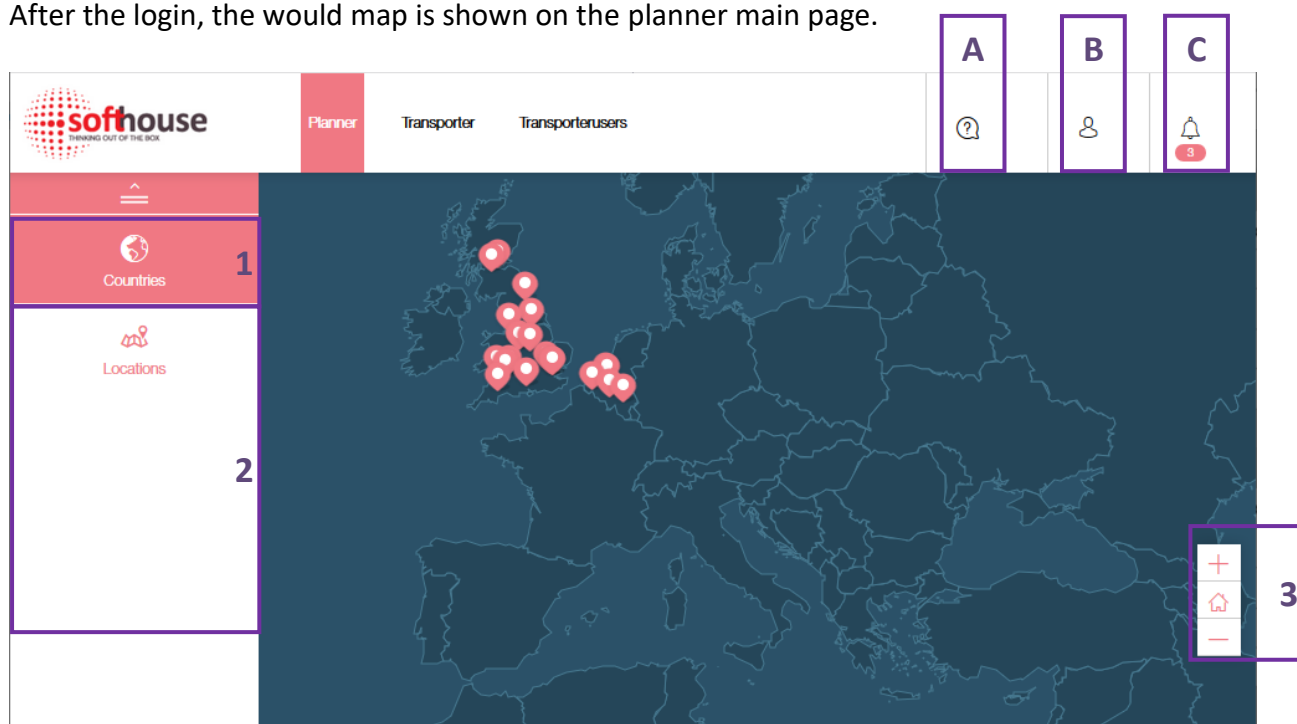 After the login, the would map is shown on the planner main page.
A B C
softhouse
THINKING OUT OF THE BOX
Planner Transporter Transporterusers
3
Countries
1
Locations
2
3